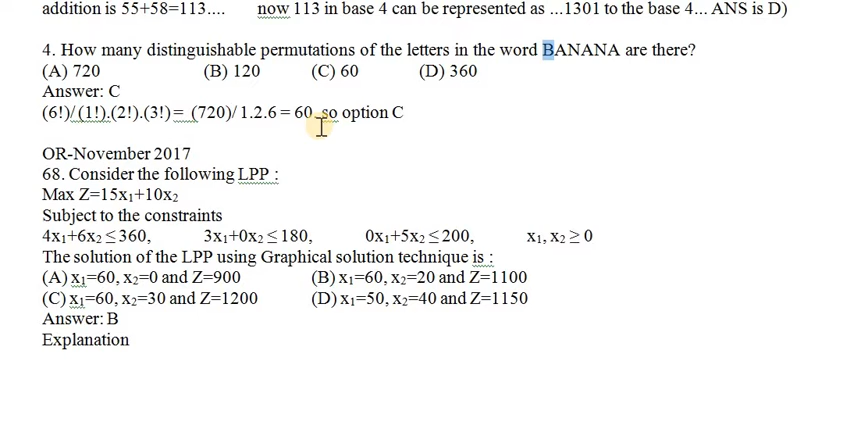 addition is 55+58=113.... now 113 in base 4 can be represented as ...1301 to the base 4... ANS is D)
4. How many distinguishable permutations of the letters in the word BANANA are there?
(A) 720 (B) 120 (C) 60 (D) 360
Answer: C
(6!)/(1!).(2!).(3!)= (720)/1.2.6 = 60 so option C
OR-November 2017
68. Consider the following LPP :
Max Z=15x₁+10x₂
Subject to the constraints
4x₁+6x₂ ≤ 360, 3x₁+0x₂ ≤ 180, 0x₁+5x₂ ≤ 200, x₁, x₂ ≥ 0
The solution of the LPP using Graphical solution technique is :
(A) x₁=60, x₂=0 and Z=900 (B) x₁=60, x₂=20 and Z=1100
(C) x₁=60, x₂=30 and Z=1200 (D) x₁=50, x₂=40 and Z=1150
Answer: B
Explanation